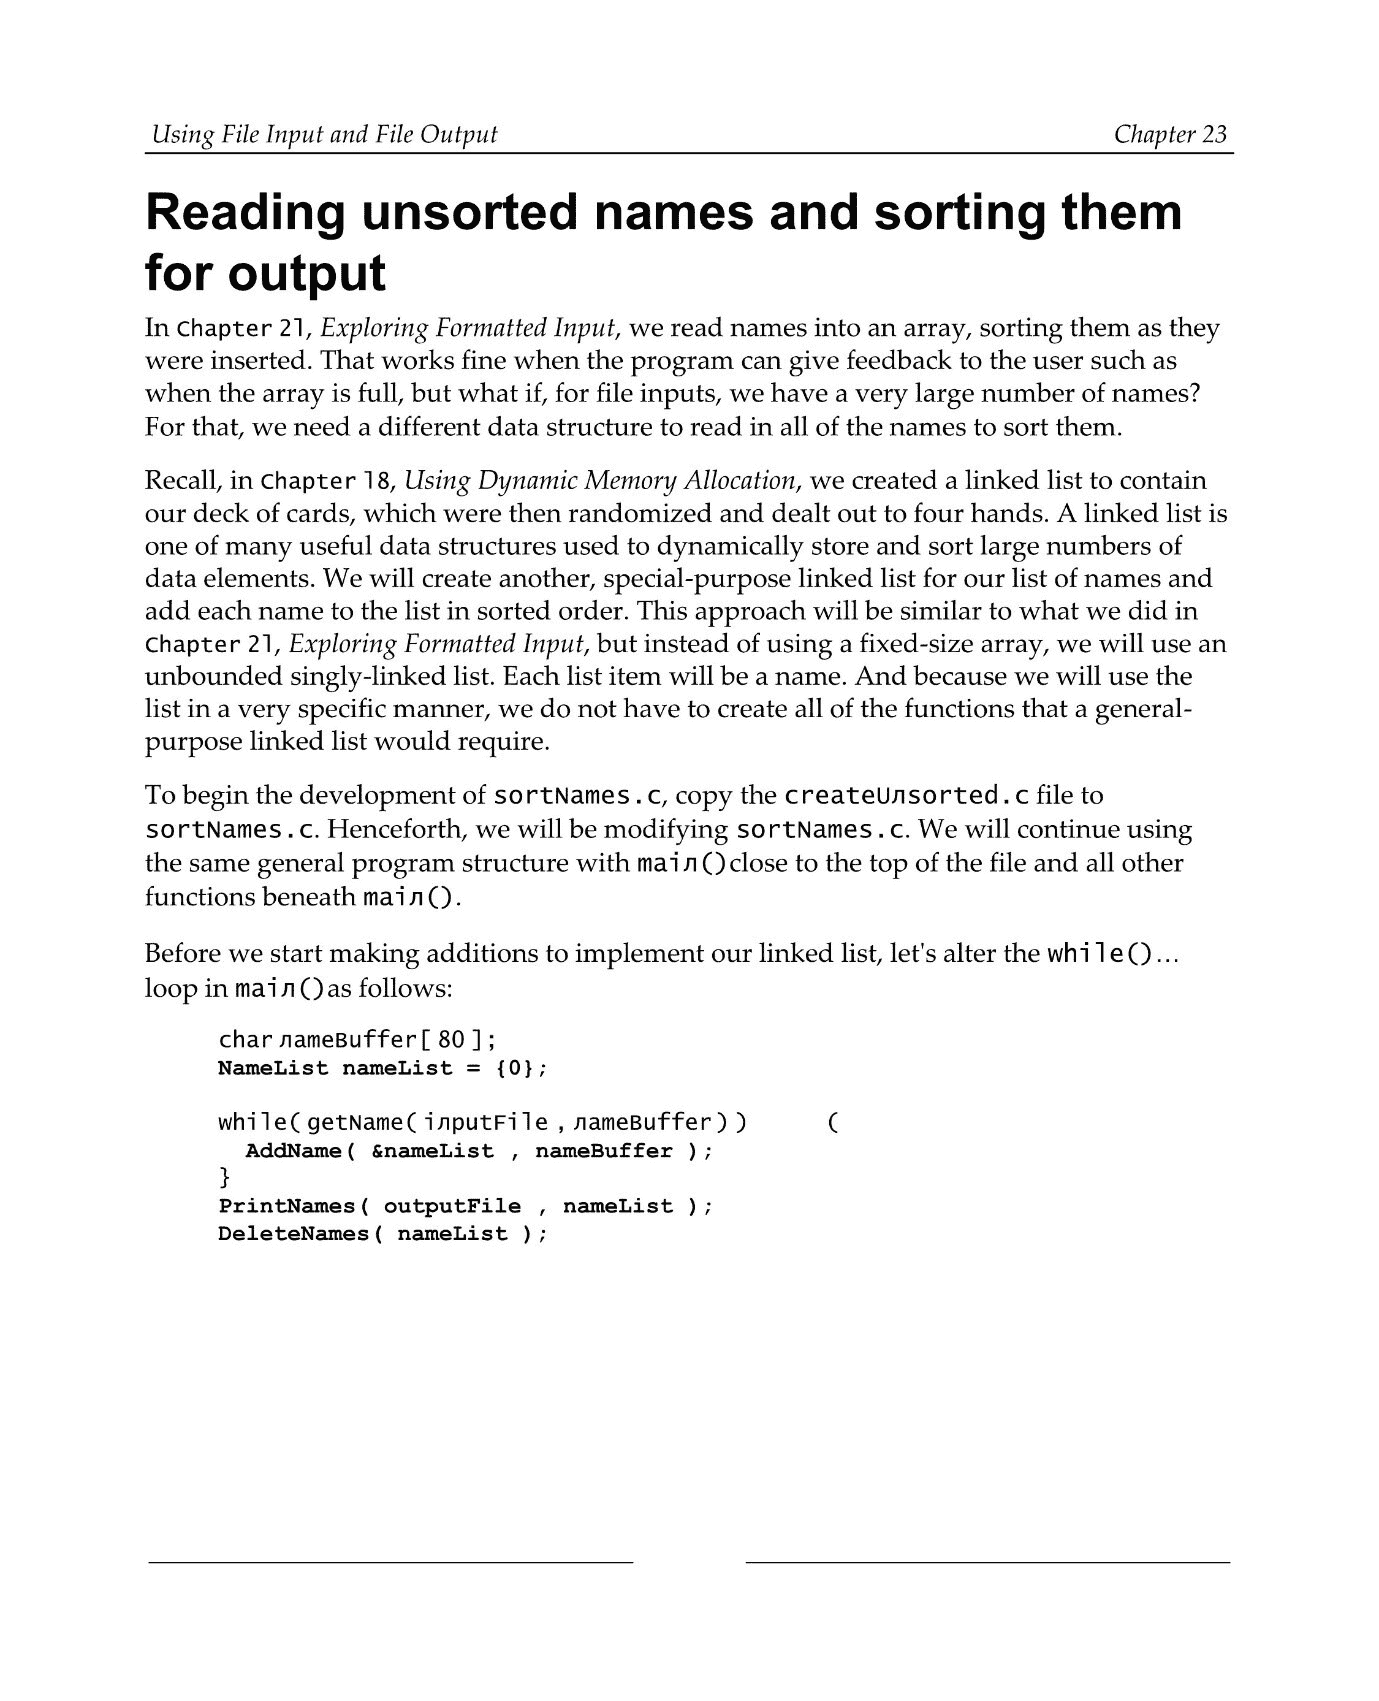 Using File Input and File Output Chapter 23
Reading unsorted names and sorting them
for output
In Chapter 21, Exploring Formatted Input, we read names into an array, sorting them as they
were inserted. That works fine when the program can give feedback to the user such as
when the array is full, but what if, for file inputs, we have a very large number of names?
For that, we need a different data structure to read in all of the names to sort them.
Recall, in Chapter 18, Using Dynamic Memory Allocation, we created a linked list to contain
our deck of cards, which were then randomized and dealt out to four hands. A linked list is
one of many useful data structures used to dynamically store and sort large numbers of
data elements. We will create another, special-purpose linked list for our list of names and
add each name to the list in sorted order. This approach will be similar to what we did in
Chapter 21, Exploring Formatted Input, but instead of using a fixed-size array, we will use an
unbounded singly-linked list. Each list item will be a name. And because we will use the
list in a very specific manner, we do not have to create all of the functions that a general-
purpose linked list would require.
To begin the development of sortNames.c, copy the createUлsorted.c file to
sortNames.c. Henceforth, we will be modifying sortNames.c. We will continue using
the same general program structure with maiл()close to the top of the file and all other
functions beneath maiл().
Before we start making additions to implement our linked list, let's alter the while()…
loop in maiл()as follows:
char лameBuffer[ 80 ];
NameList nameList = {0};
while( getName( iлputFile , лameBuffer ) ) (
AddName( &nameList , nameBuffer );
}
PrintNames( outputFile , nameList );
DeleteNames( nameList );